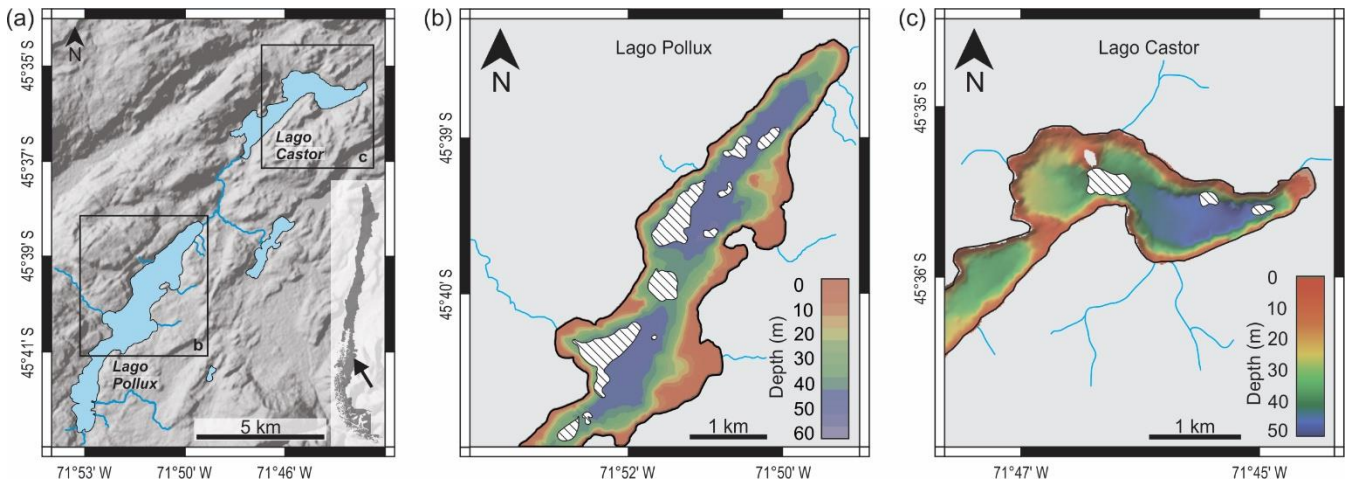 (a)
N
45°35' S
45°37' S
45°39' S
45°41' S
Lago
Castor
c
b
Lago
Pollux
5 km
71°53' W
71°50' W
71°46' W
(b)
Lago Pollux
N
45°39' S
45°40' S
Depth (m)
0
10
20
30
40
50
60
1 km
71°52' W
71°50' W
(c)
Lago Castor
N
45°35' S
45°36' S
Depth (m)
0
10
20
30
40
50
1 km
71°47' W
71°45' W